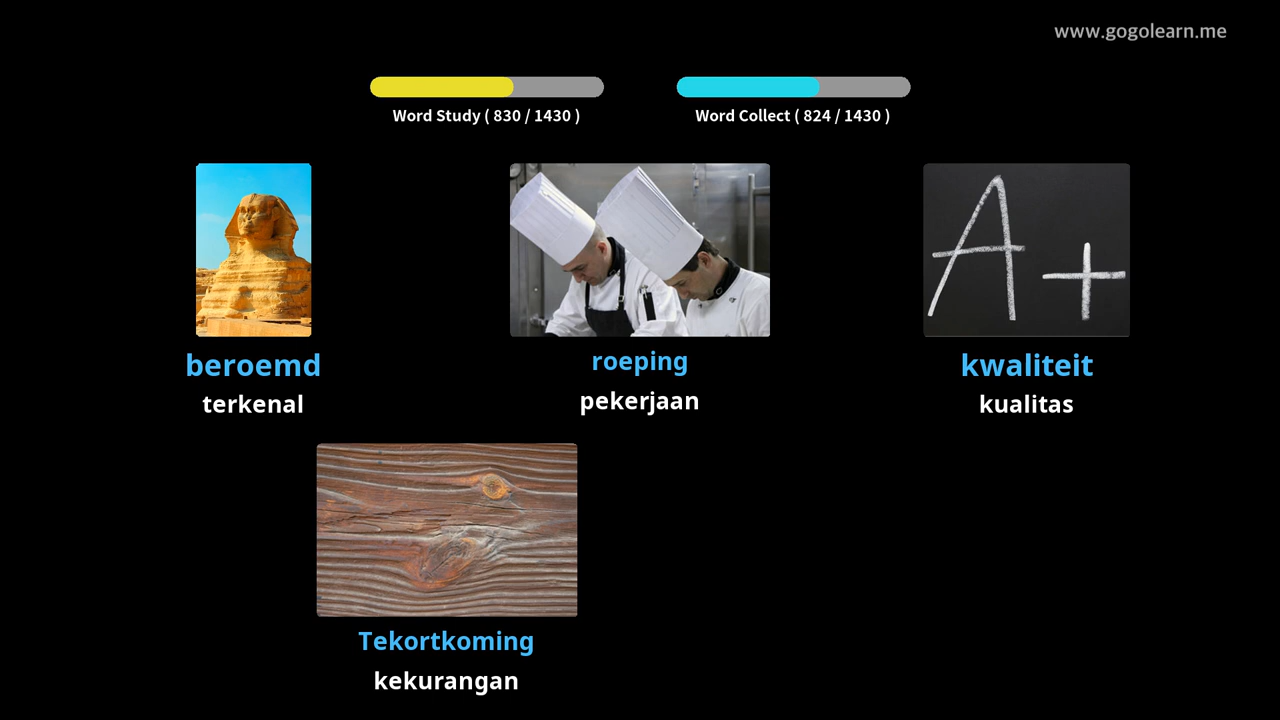 www.gogolearn.me
Word Study ( 830 / 1430 )
Word Collect ( 824 / 1430 )
A+
beroemd
terkenal
roeping
pekerjaan
kwaliteit
kualitas
Tekortkoming
kekurangan